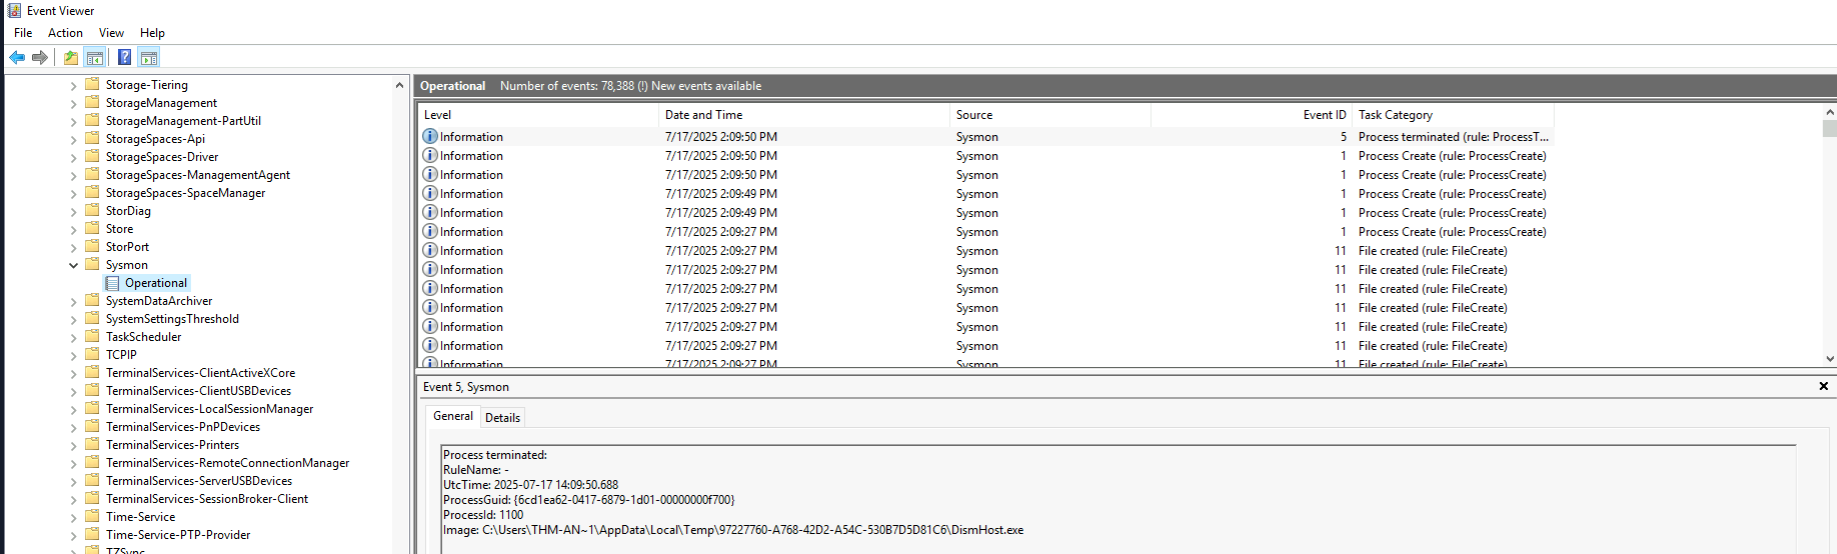 Event Viewer
File Action View Help
Storage-Tiering
StorageManagement
StorageManagement-PartUtil
StorageSpaces-Api
StorageSpaces-Driver
StorageSpaces-ManagementAgent
StorageSpaces-SpaceManager
StorDiag
Store
StorPort
Sysmon
Operational
SystemDataArchiver
SystemSettingsThreshold
TaskScheduler
TCPIP
TerminalServices-ClientActiveXCore
TerminalServices-ClientUSBDevices
TerminalServices-LocalSessionManager
TerminalServices-PnPDevices
TerminalServices-Printers
TerminalServices-RemoteConnectionManager
TerminalServices-ServerUSBDevices
TerminalServices-SessionBroker-Client
Time-Service
Time-Service-PTP-Provider
TZSync
Operational Number of events: 78,388 (!) New events available
Level Date and Time Source Event ID Task Category
Information 7/17/2025 2:09:50 PM Sysmon 5 Process terminated (rule: ProcessT...
Information 7/17/2025 2:09:50 PM Sysmon 1 Process Create (rule: ProcessCreate)
Information 7/17/2025 2:09:50 PM Sysmon 1 Process Create (rule: ProcessCreate)
Information 7/17/2025 2:09:49 PM Sysmon 1 Process Create (rule: ProcessCreate)
Information 7/17/2025 2:09:49 PM Sysmon 1 Process Create (rule: ProcessCreate)
Information 7/17/2025 2:09:27 PM Sysmon 1 Process Create (rule: ProcessCreate)
Information 7/17/2025 2:09:27 PM Sysmon 11 File created (rule: FileCreate)
Information 7/17/2025 2:09:27 PM Sysmon 11 File created (rule: FileCreate)
Information 7/17/2025 2:09:27 PM Sysmon 11 File created (rule: FileCreate)
Information 7/17/2025 2:09:27 PM Sysmon 11 File created (rule: FileCreate)
Information 7/17/2025 2:09:27 PM Sysmon 11 File created (rule: FileCreate)
Information 7/17/2025 2:09:27 PM Sysmon 11 File created (rule: FileCreate)
Information 7/17/2025 2:09:27 PM Sysmon 11 File created (rule: FileCreate)
Event 5, Sysmon
General Details
Process terminated:
RuleName: -
UtcTime: 2025-07-17 14:09:50.688
ProcessGuid: {6cd1ea62-0417-6879-1d01-00000000f700}
ProcessId: 1100
Image: C:\Users\THM-AN~1\AppData\Local\Temp\97227760-A768-42D2-A54C-530B7D5D81C6\DismHost.exe